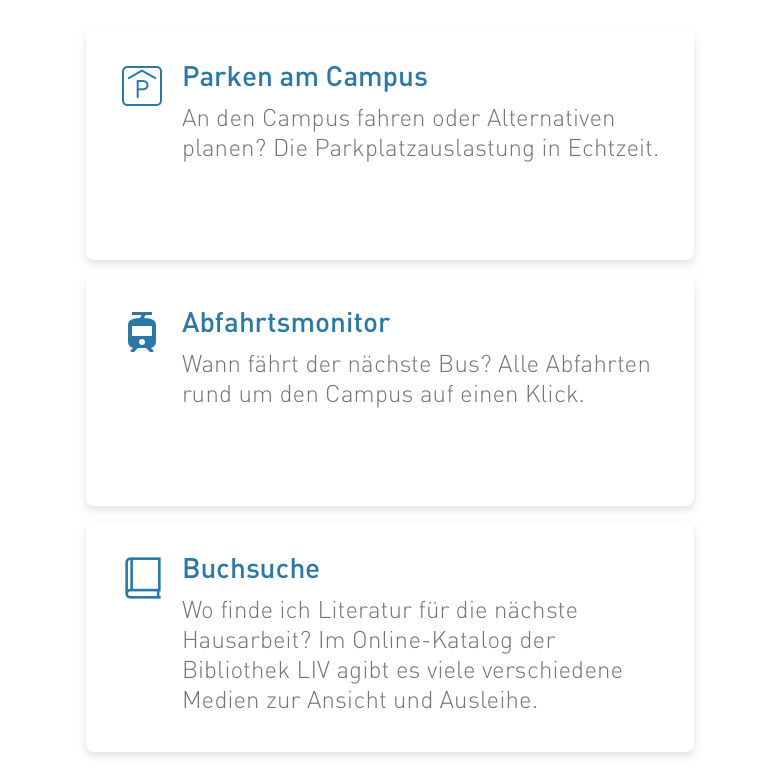 P
Parken am Campus
An den Campus fahren oder Alternativen
planen? Die Parkplatzauslastung in Echtzeit.
Abfahrtsmonitor
Wann fährt der nächste Bus? Alle Abfahrten
rund um den Campus auf einen Klick.
Buchsuche
Wo finde ich Literatur für die nächste
Hausarbeit? Im Online-Katalog der
Bibliothek LIV agibt es viele verschiedene
Medien zur Ansicht und Ausleihe.